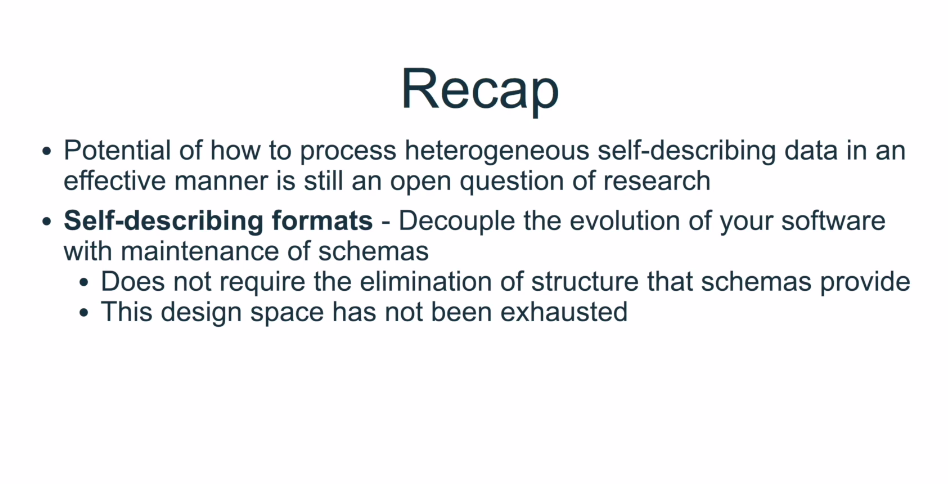 Recap
• Potential of how to process heterogeneous self-describing data in an
effective manner is still an open question of research
• Self-describing formats - Decouple the evolution of your software
with maintenance of schemas
• Does not require the elimination of structure that schemas provide
• This design space has not been exhausted